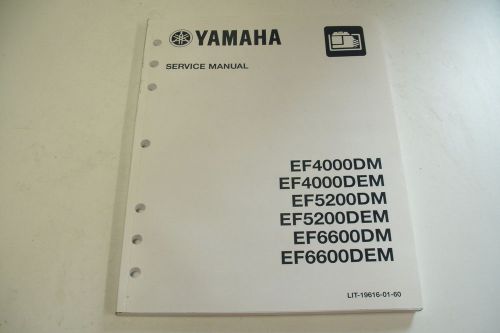 YAMAHA
SERVICE MANUAL
EF4000DM
EF4000DEM
EF5200DM
EF5200DEM
EF6600DM
EF6600DEM
LIT-19616-01-60